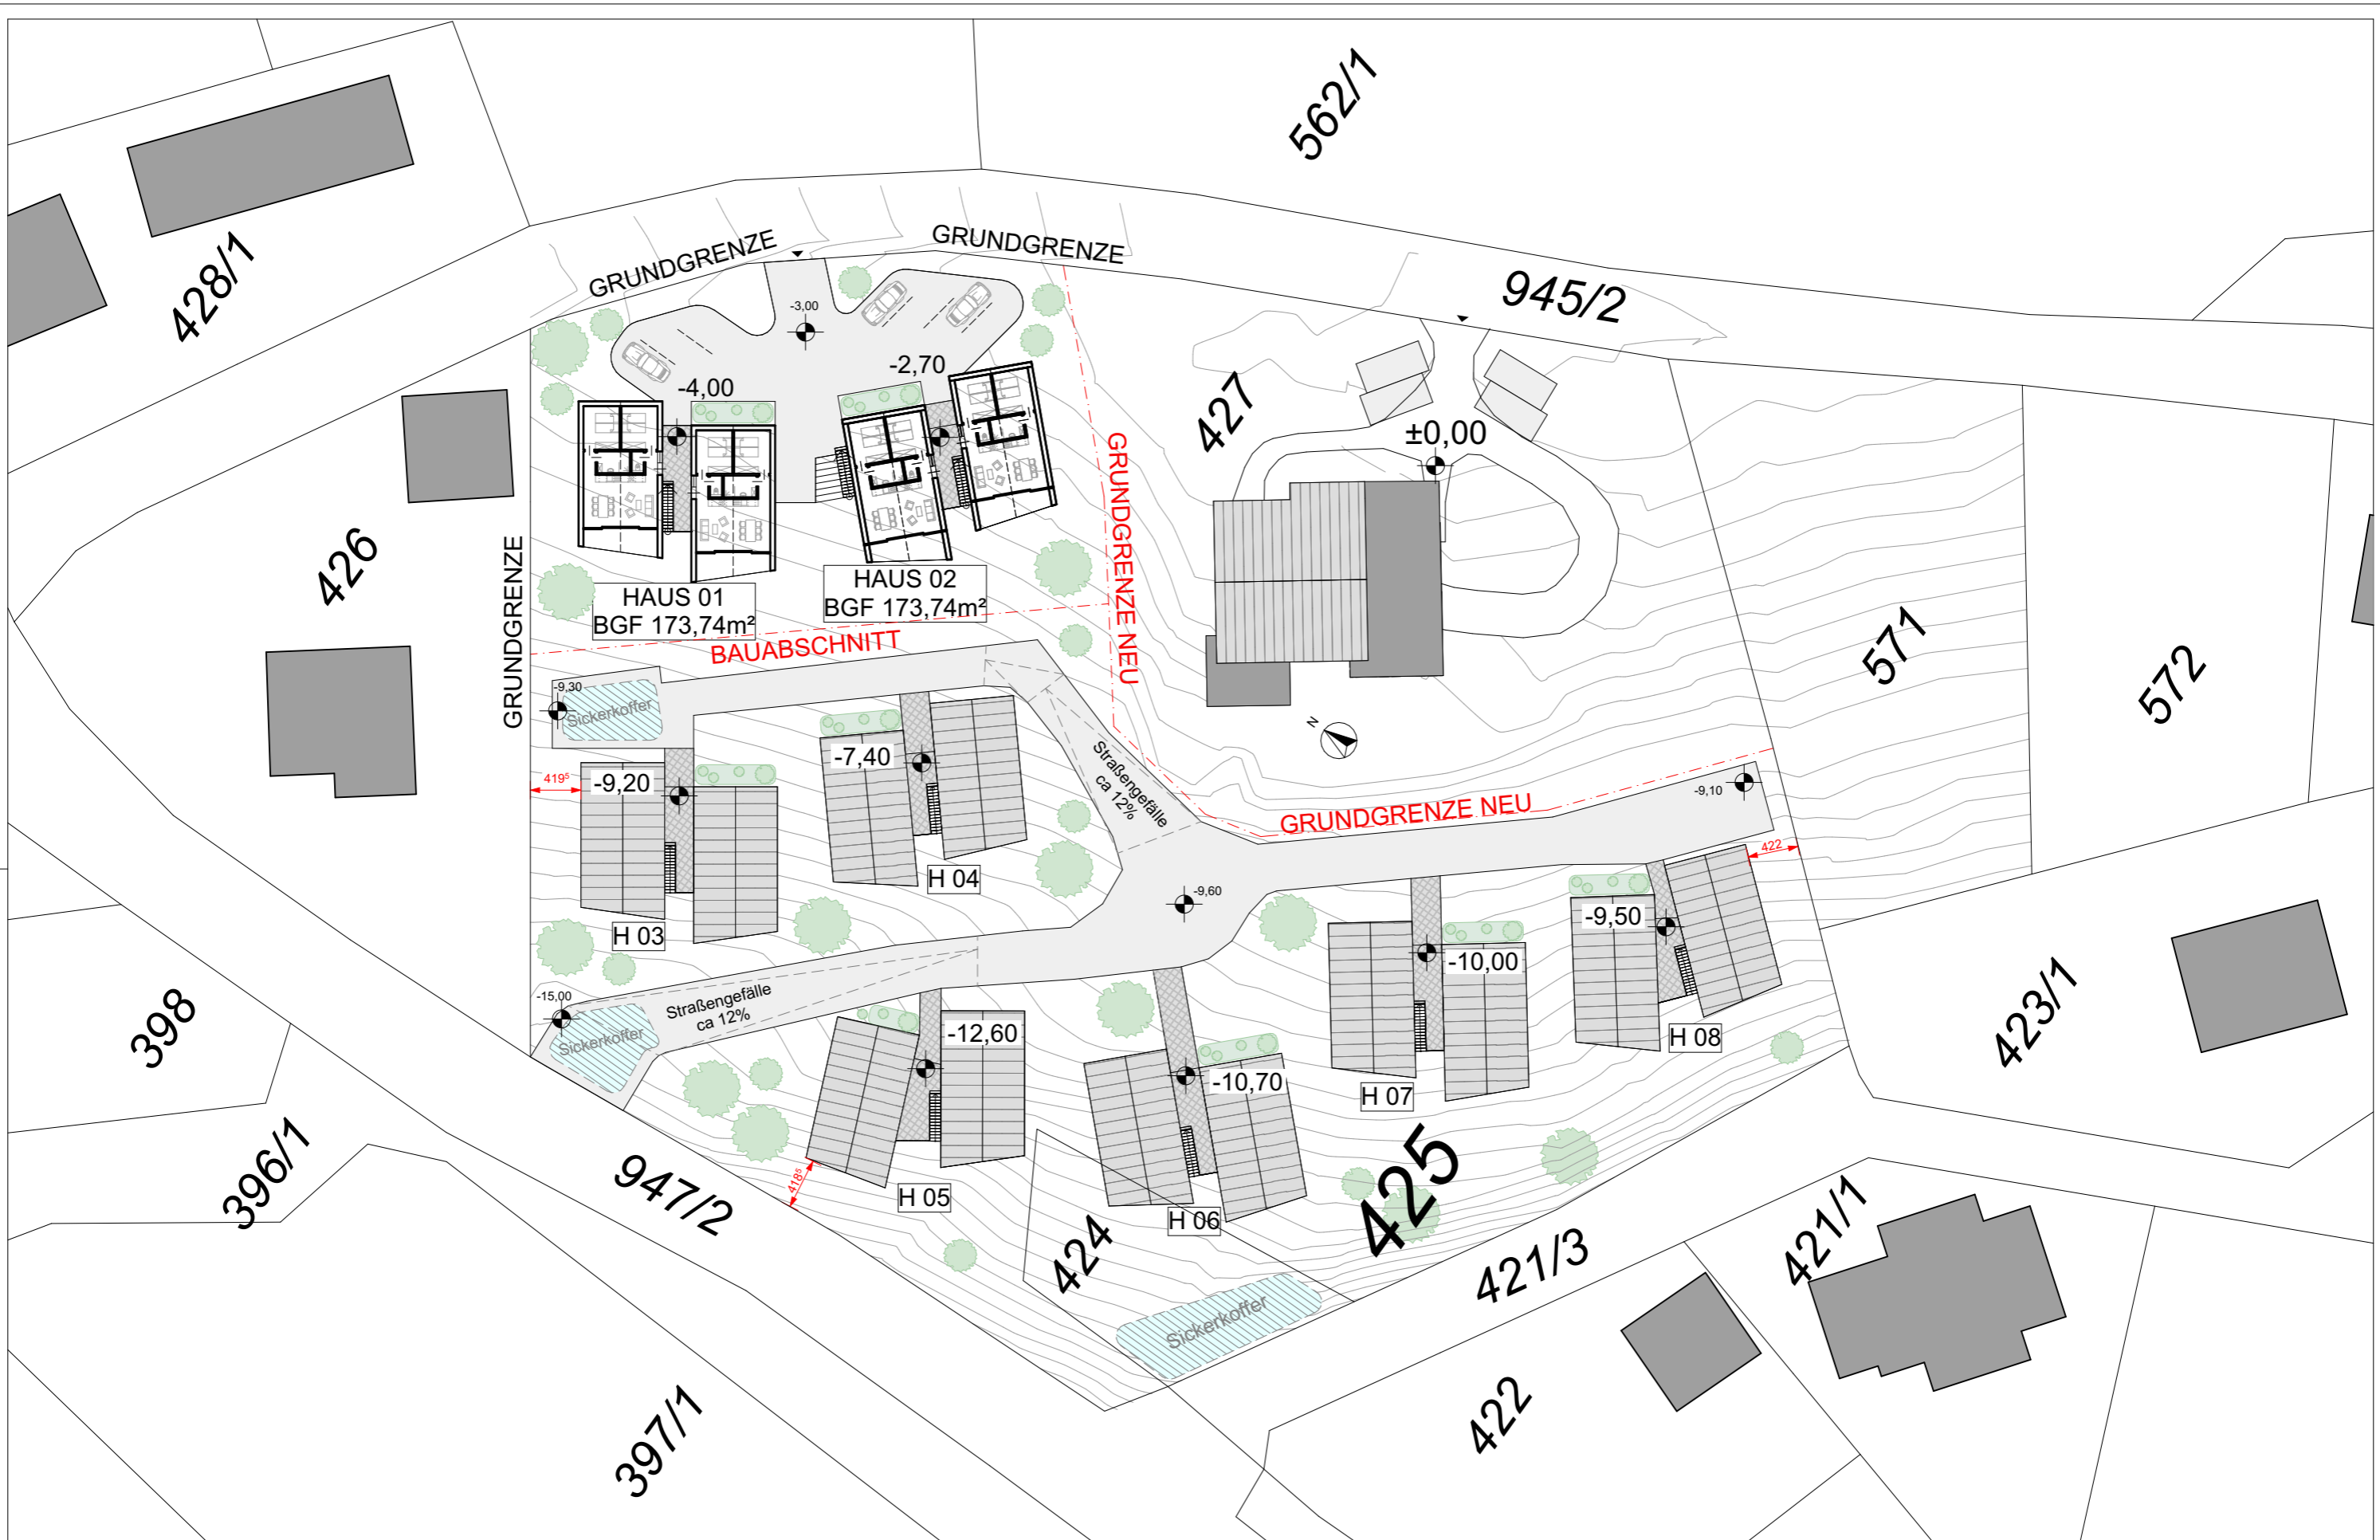 562/1
428/1
GRUNDGRENZE
GRUNDGRENZE
945/2
-3,00
-4,00
-2,70
427
±0,00
426
GRUNDGRENZE
HAUS 01
BGF 173,74m²
HAUS 02
BGF 173,74m²
GRUNDGRENZE NEU
BAUABSCHNITT
571
572
-9,30
Sickerkoffer
N
419⁵
-9,20
-7,40
Straßengefälle
ca 12%
-9,10
GRUNDGRENZE NEU
422
H 04
H 03
-9,60
-9,50
-10,00
H 08
423/1
-15,00
Sickerkoffer
Straßengefälle
ca 12%
-12,60
-10,70
H 07
398
396/1
947/2
418⁵
H 05
H 06
424
425
421/3
421/1
Sickerkoffer
422
397/1